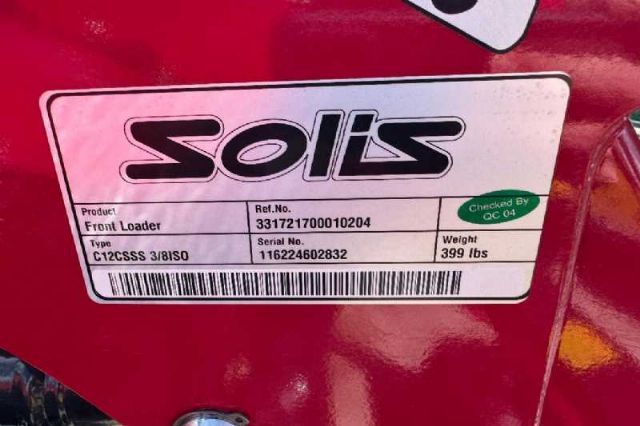 Solis
Product
Front Loader
Ref.No.
331721700010204
Checked By
QC 04
Type
C12CSSS 3/8ISO
Serial No.
116224602832
Weight
399 lbs